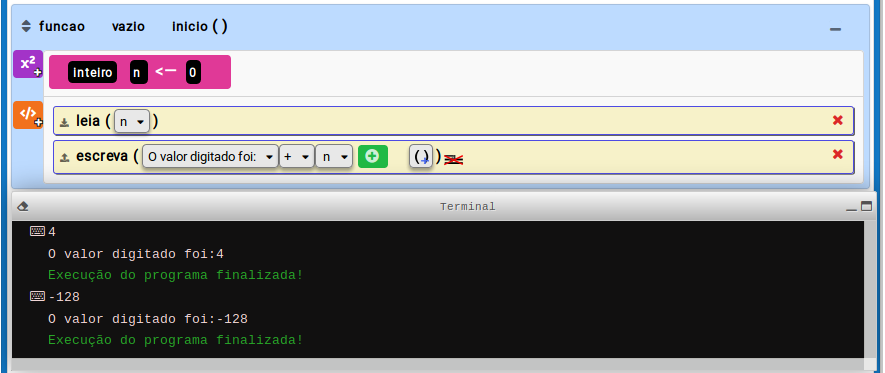 funcao vazio inicio ( )
x²
inteiro n <− 0
</>
leia ( n )
escreva ( O valor digitado foi: + n ( ) )
Terminal
4
O valor digitado foi:4
Execução do programa finalizada!
-128
O valor digitado foi:-128
Execução do programa finalizada!